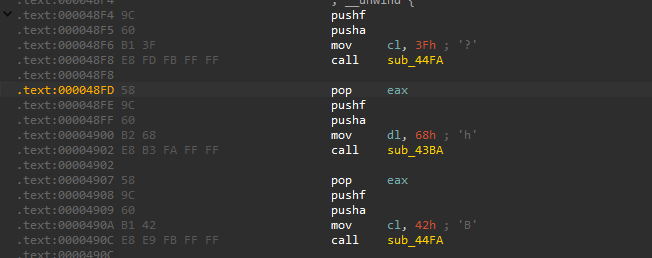 .text:000048F4 ; __unwind {
.text:000048F4 9C pushf
.text:000048F5 60 pusha
.text:000048F6 B1 3F mov cl, 3Fh ; '?'
.text:000048F8 E8 FD FB FF FF call sub_44FA
.text:000048F8
.text:000048FD 58 pop eax
.text:000048FE 9C pushf
.text:000048FF 60 pusha
.text:00004900 B2 68 mov dl, 68h ; 'h'
.text:00004902 E8 B3 FA FF FF call sub_43BA
.text:00004902
.text:00004907 58 pop eax
.text:00004908 9C pushf
.text:00004909 60 pusha
.text:0000490A B1 42 mov cl, 42h ; 'B'
.text:0000490C E8 E9 FB FF FF call sub_44FA
.text:0000490C